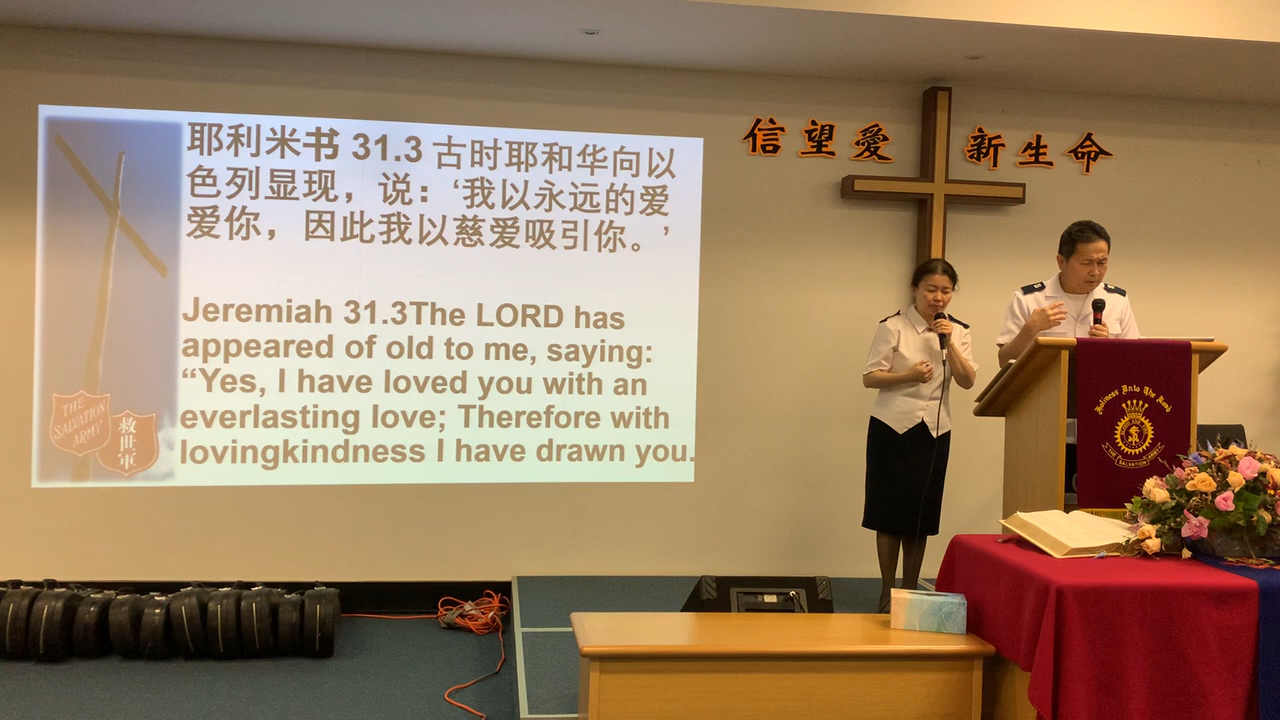 耶利米书 31.3 古时耶和华向以
色列显现，说：‘我以永远的爱
爱你，因此我以慈爱吸引你。’
Jeremiah 31.3The LORD has
appeared of old to me, saying:
“Yes, I have loved you with an
everlasting love; Therefore with
lovingkindness I have drawn you.
THE
SALVATION
ARMY
救世軍
信望愛 新生命
Holiness Unto The Lord
THE SALVATION ARMY